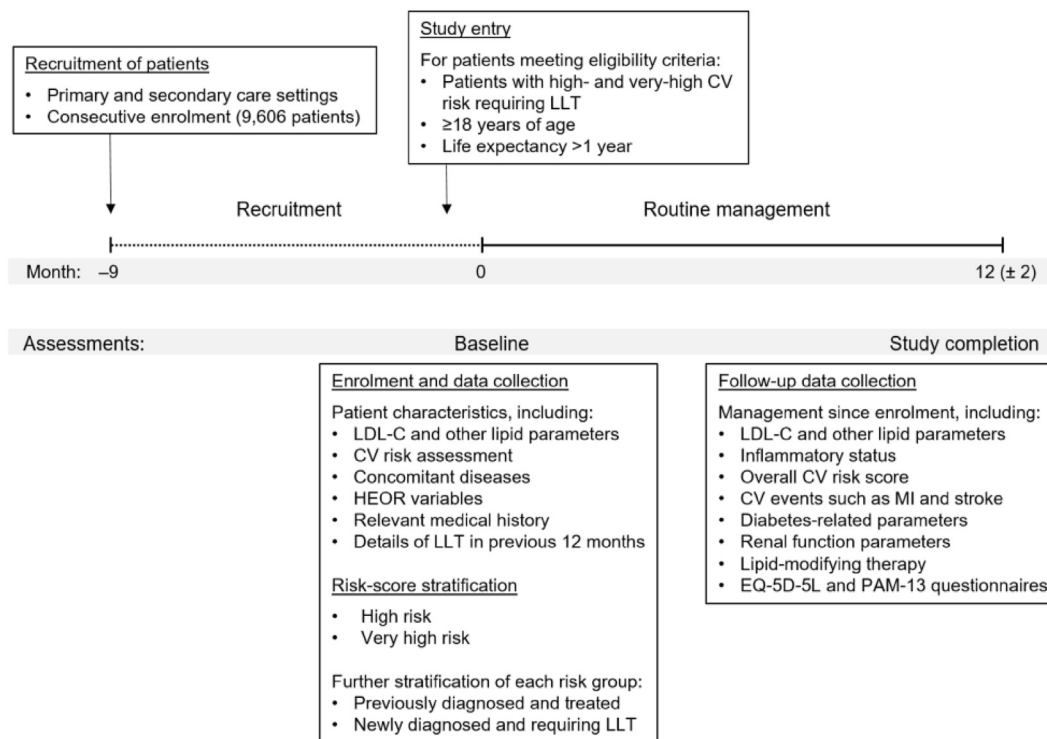 Recruitment of patients
• Primary and secondary care settings
• Consecutive enrolment (9,606 patients)
Study entry
For patients meeting eligibility criteria:
• Patients with high- and very-high CV
risk requiring LLT
• ≥18 years of age
• Life expectancy >1 year
Recruitment
Routine management
Month: –9 0 12 (± 2)
Assessments: Baseline Study completion
Enrolment and data collection
Patient characteristics, including:
• LDL-C and other lipid parameters
• CV risk assessment
• Concomitant diseases
• HEOR variables
• Relevant medical history
• Details of LLT in previous 12 months
Risk-score stratification
• High risk
• Very high risk
Further stratification of each risk group:
• Previously diagnosed and treated
• Newly diagnosed and requiring LLT
Follow-up data collection
Management since enrolment, including:
• LDL-C and other lipid parameters
• Inflammatory status
• Overall CV risk score
• CV events such as MI and stroke
• Diabetes-related parameters
• Renal function parameters
• Lipid-modifying therapy
• EQ-5D-5L and PAM-13 questionnaires